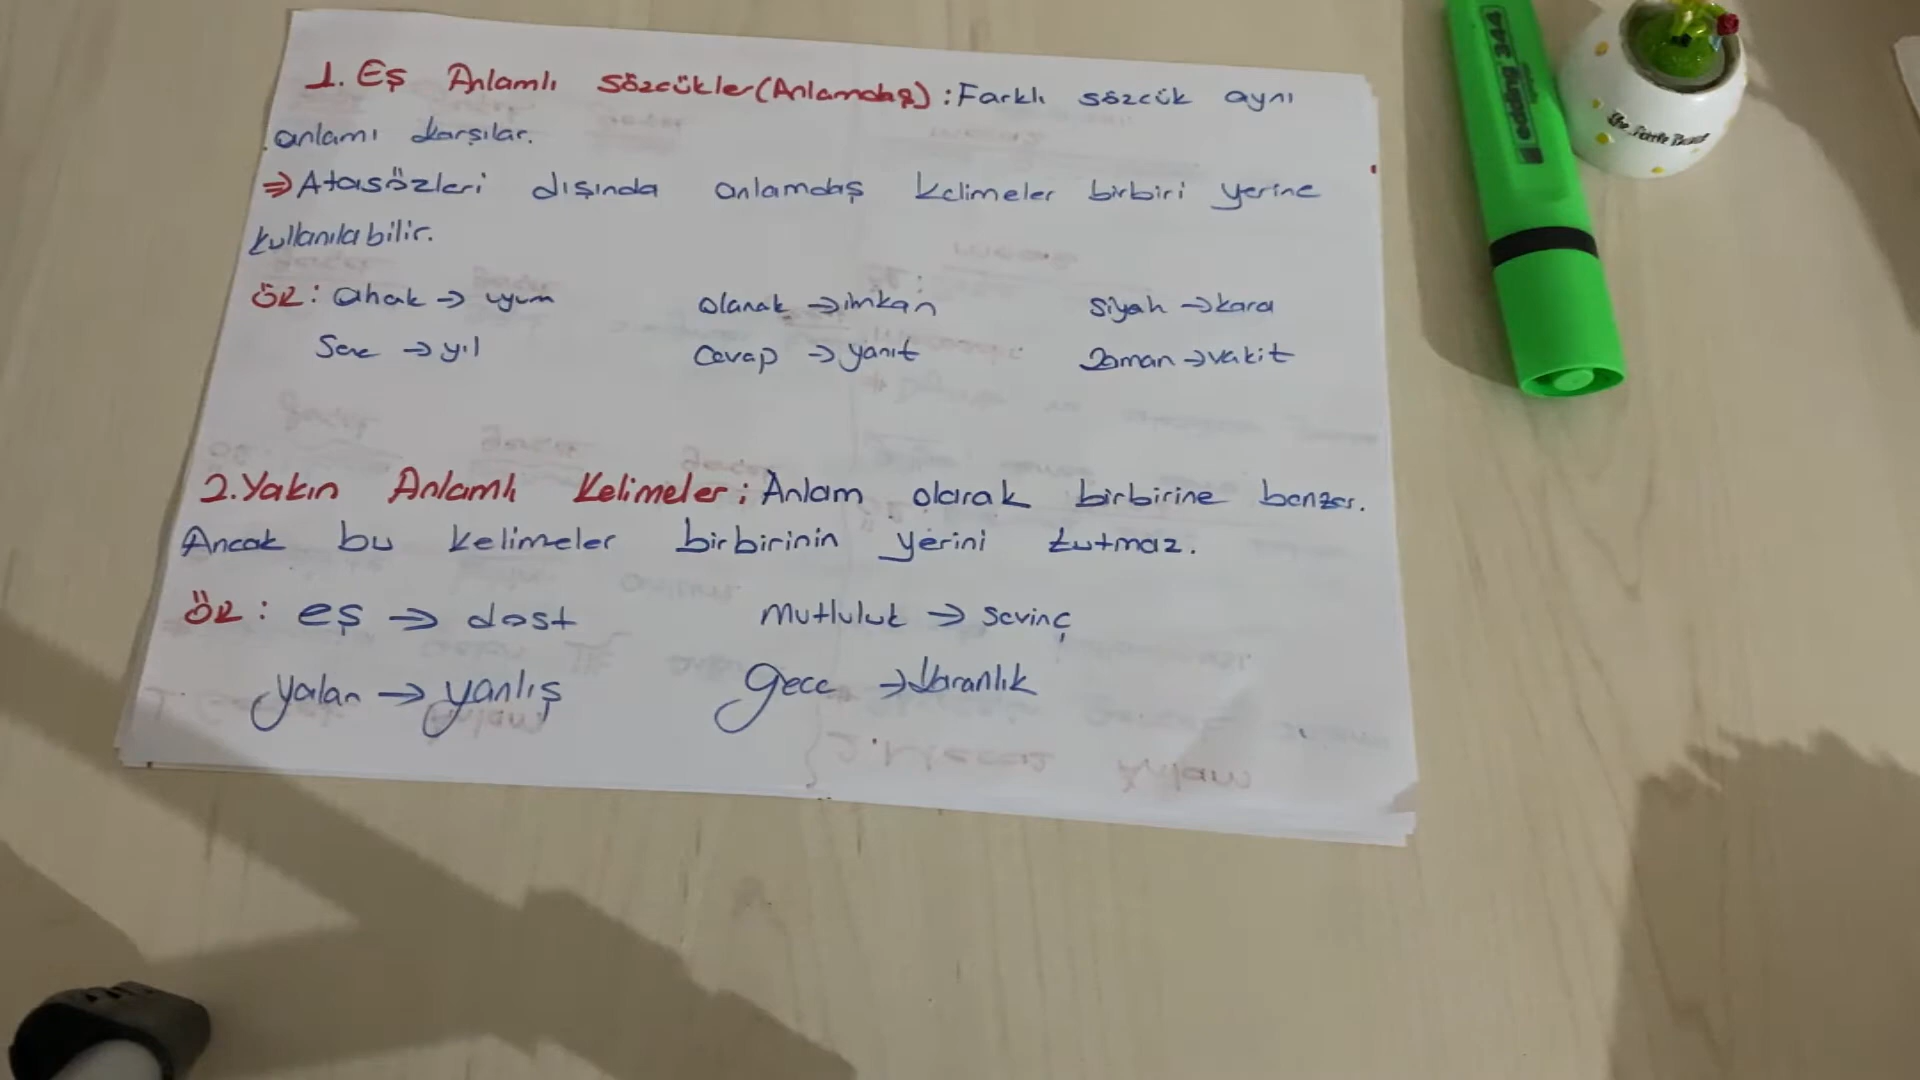 1. Eş Anlamlı sözcükler (Anlamdaş) : Farklı sözcük aynı
anlamı karşılar.
⇒ Atasözleri dışında anlamdaş kelimeler birbiri yerine
kullanılabilir.
ÖR : ahak → uyum olanak → imkan siyah → kara
Sene → yıl Cevap → yanıt Zaman → vakit
2. Yakın Anlamlı Kelimeler : Anlam olarak birbirine benzer.
Ancak bu kelimeler birbirinin yerini tutmaz.
ÖR : eş → dost mutluluk → sevinç
yalan → yanlış gece → karanlık
edding 344